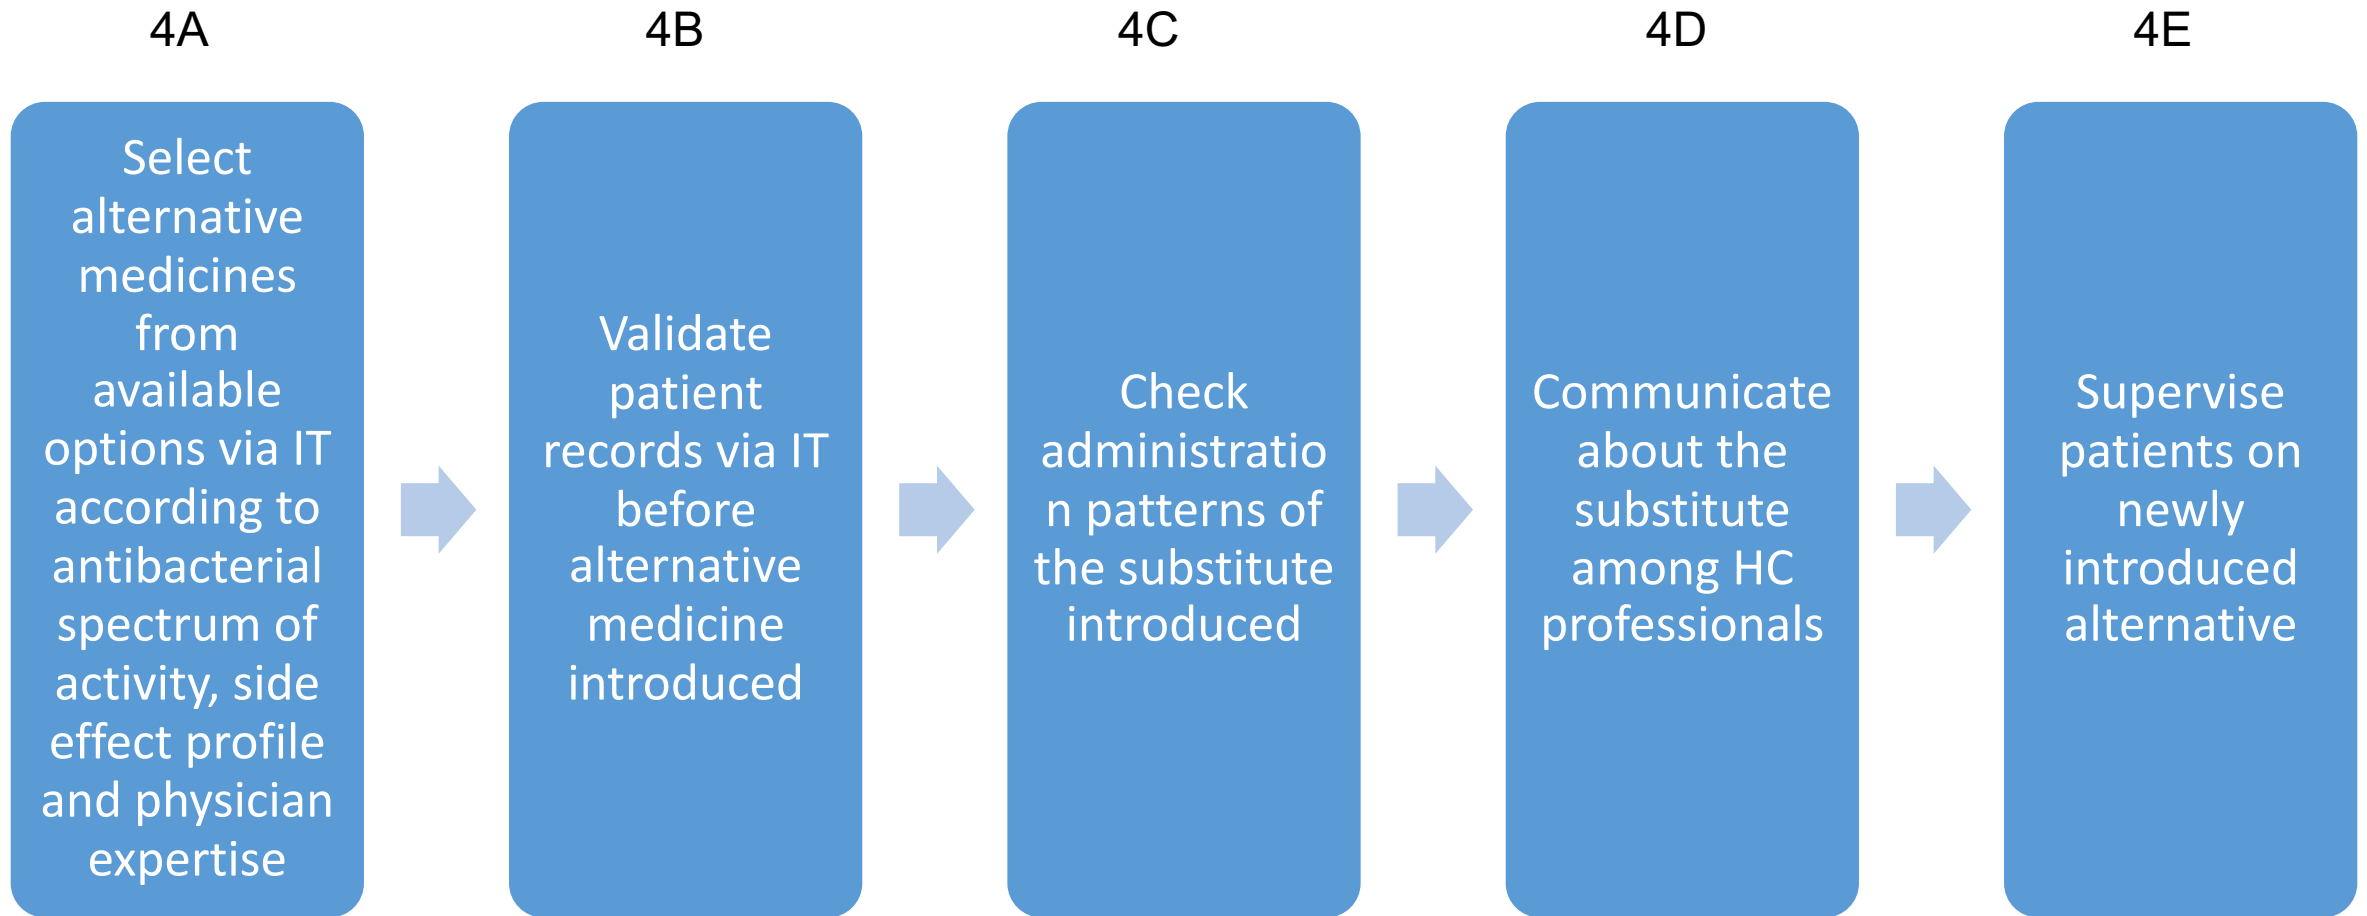 4A
4B
4C
4D
4E
Select
alternative
medicines
from
available
options via IT
according to
antibacterial
spectrum of
activity, side
effect profile
and physician
expertise
Validate
patient
records via IT
before
alternative
medicine
introduced
Check
administratio
n patterns of
the substitute
introduced
Communicate
about the
substitute
among HC
professionals
Supervise
patients on
newly
introduced
alternative